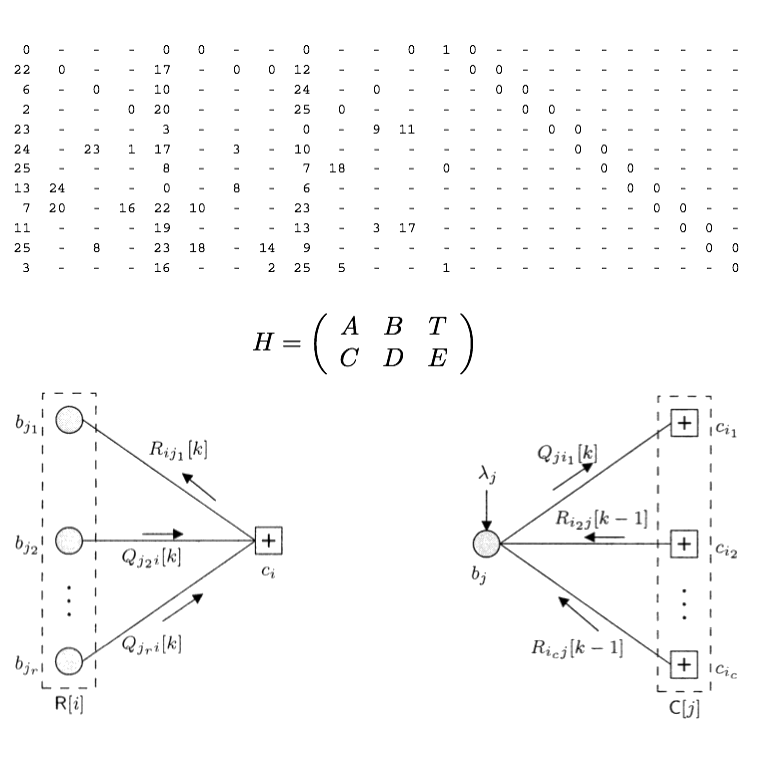 0 - - - 0 0 - - 0 - - 0 1 0 - - - - - - - - - -
22 0 - - 17 - 0 0 12 - - - - 0 0 - - - - - - - - -
6 - 0 - 10 - - - 24 - 0 - - - 0 0 - - - - - - - -
2 - - 0 20 - - - 25 0 - - - - - 0 0 - - - - - - -
23 - - - 3 - - - 0 - 9 11 - - - - 0 0 - - - - - -
24 - 23 1 17 - 3 - 10 - - - - - - - - 0 0 - - - - -
25 - - - 8 - - - 7 18 - - 0 - - - - - 0 0 - - - -
13 24 - - 0 - 8 - 6 - - - - - - - - - - 0 0 - - -
7 20 - 16 22 10 - - 23 - - - - - - - - - - - 0 0 - -
11 - - - 19 - - - 13 - 3 17 - - - - - - - - - 0 0 -
25 - 8 - 23 18 - 14 9 - - - - - - - - - - - - - 0 0
3 - - - 16 - - 2 25 5 - - 1 - - - - - - - - - - 0
H = ( A B T
C D E )
b_{j_1}
R_{ij_1}[k]
b_{j_2}
Q_{j_2i}[k]
+
c_i
⋮
Q_{j_ri}[k]
b_{j_r}
R[i]
+ c_{i_1}
Q_{ji_1}[k]
λ_j
R_{i_2j}[k − 1]
b_j
+ c_{i_2}
⋮
R_{i_cj}[k − 1]
+ c_{i_c}
C[j]